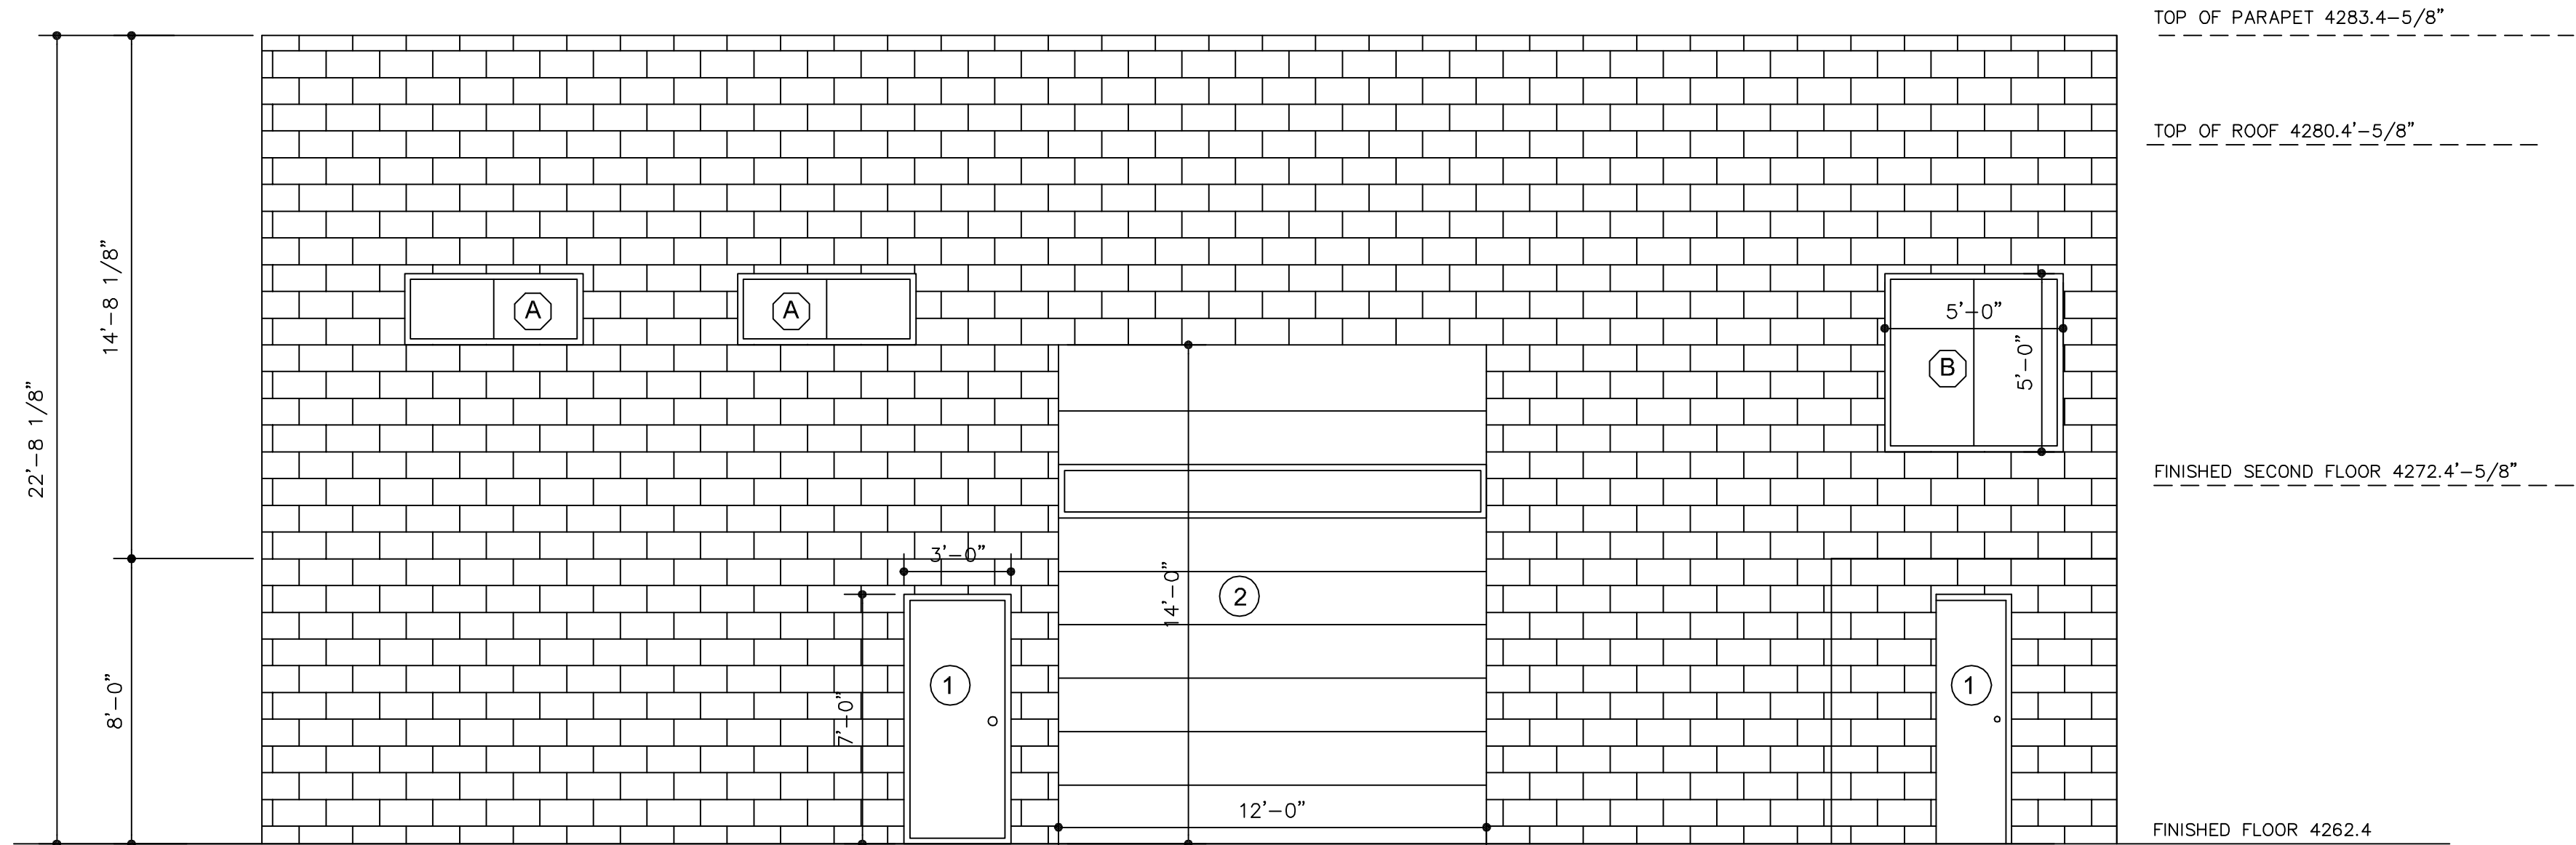 TOP OF PARAPET 4283.4-5/8"
TOP OF ROOF 4280.4'-5/8"
14'-8 1/8"
A
A
5'-0"
5'-0"
B
22'-8 1/8"
FINISHED SECOND FLOOR 4272.4'-5/8"
3'-0"
14'-0"
2
8'-0"
7'-0"
1
1
12'-0"
FINISHED FLOOR 4262.4